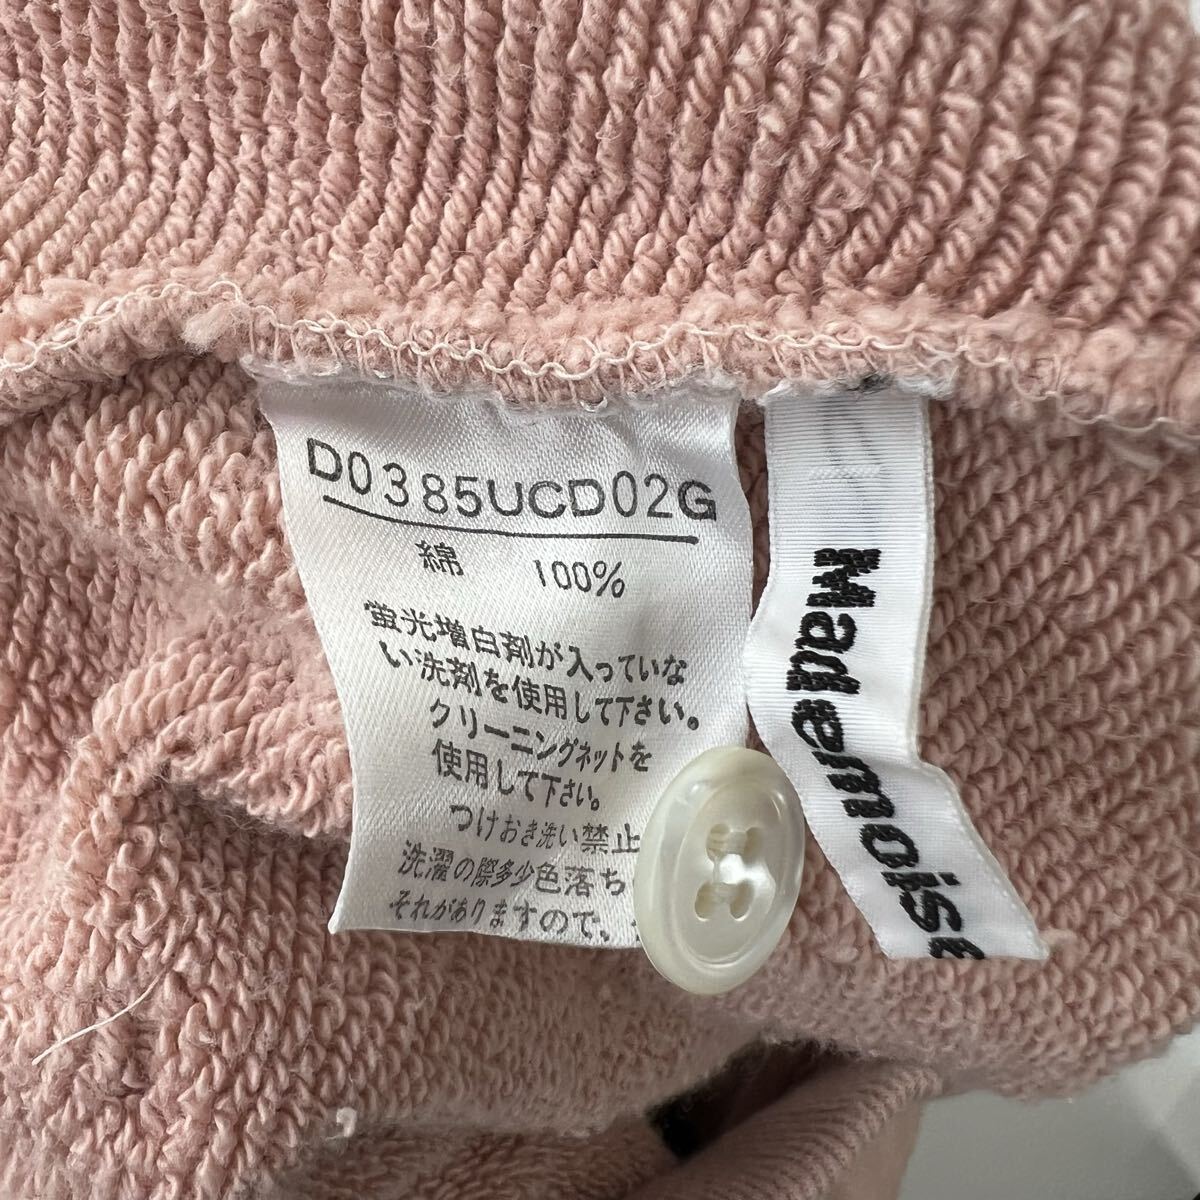 D0385UCD02G
綿 100%
蛍光増白剤が入っていな
い洗剤を使用して下さい。
クリーニングネットを
使用して下さい。
つけおき洗い禁止
洗濯の際多少色落ち
それがありますので、
Mademoise